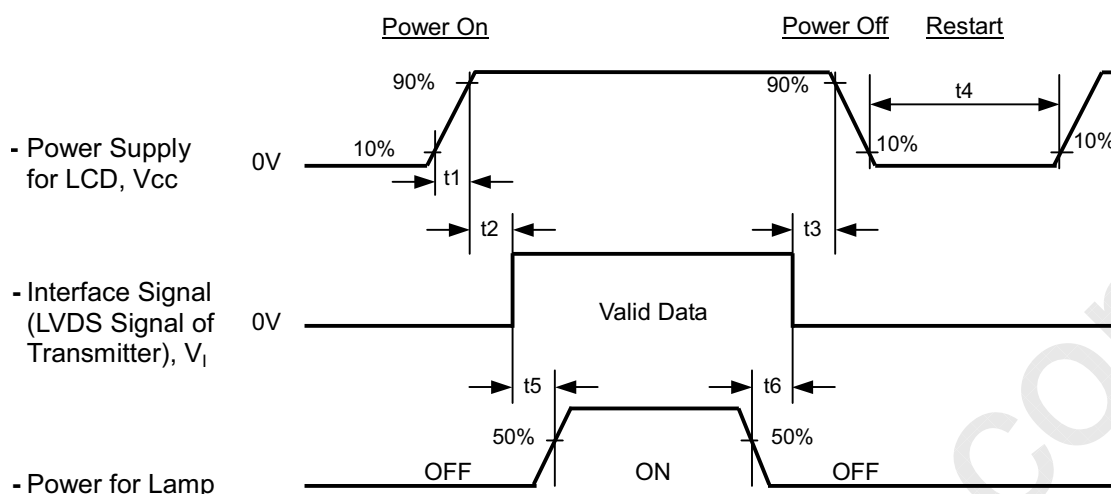 Power On
Power Off
Restart
90%
90%
t4
- Power Supply
for LCD, Vcc
0V
10%
10%
10%
t1
t2
t3
- Interface Signal
(LVDS Signal of
Transmitter), VI
0V
Valid Data
t5
t6
50%
50%
- Power for Lamp
OFF
ON
OFF
com